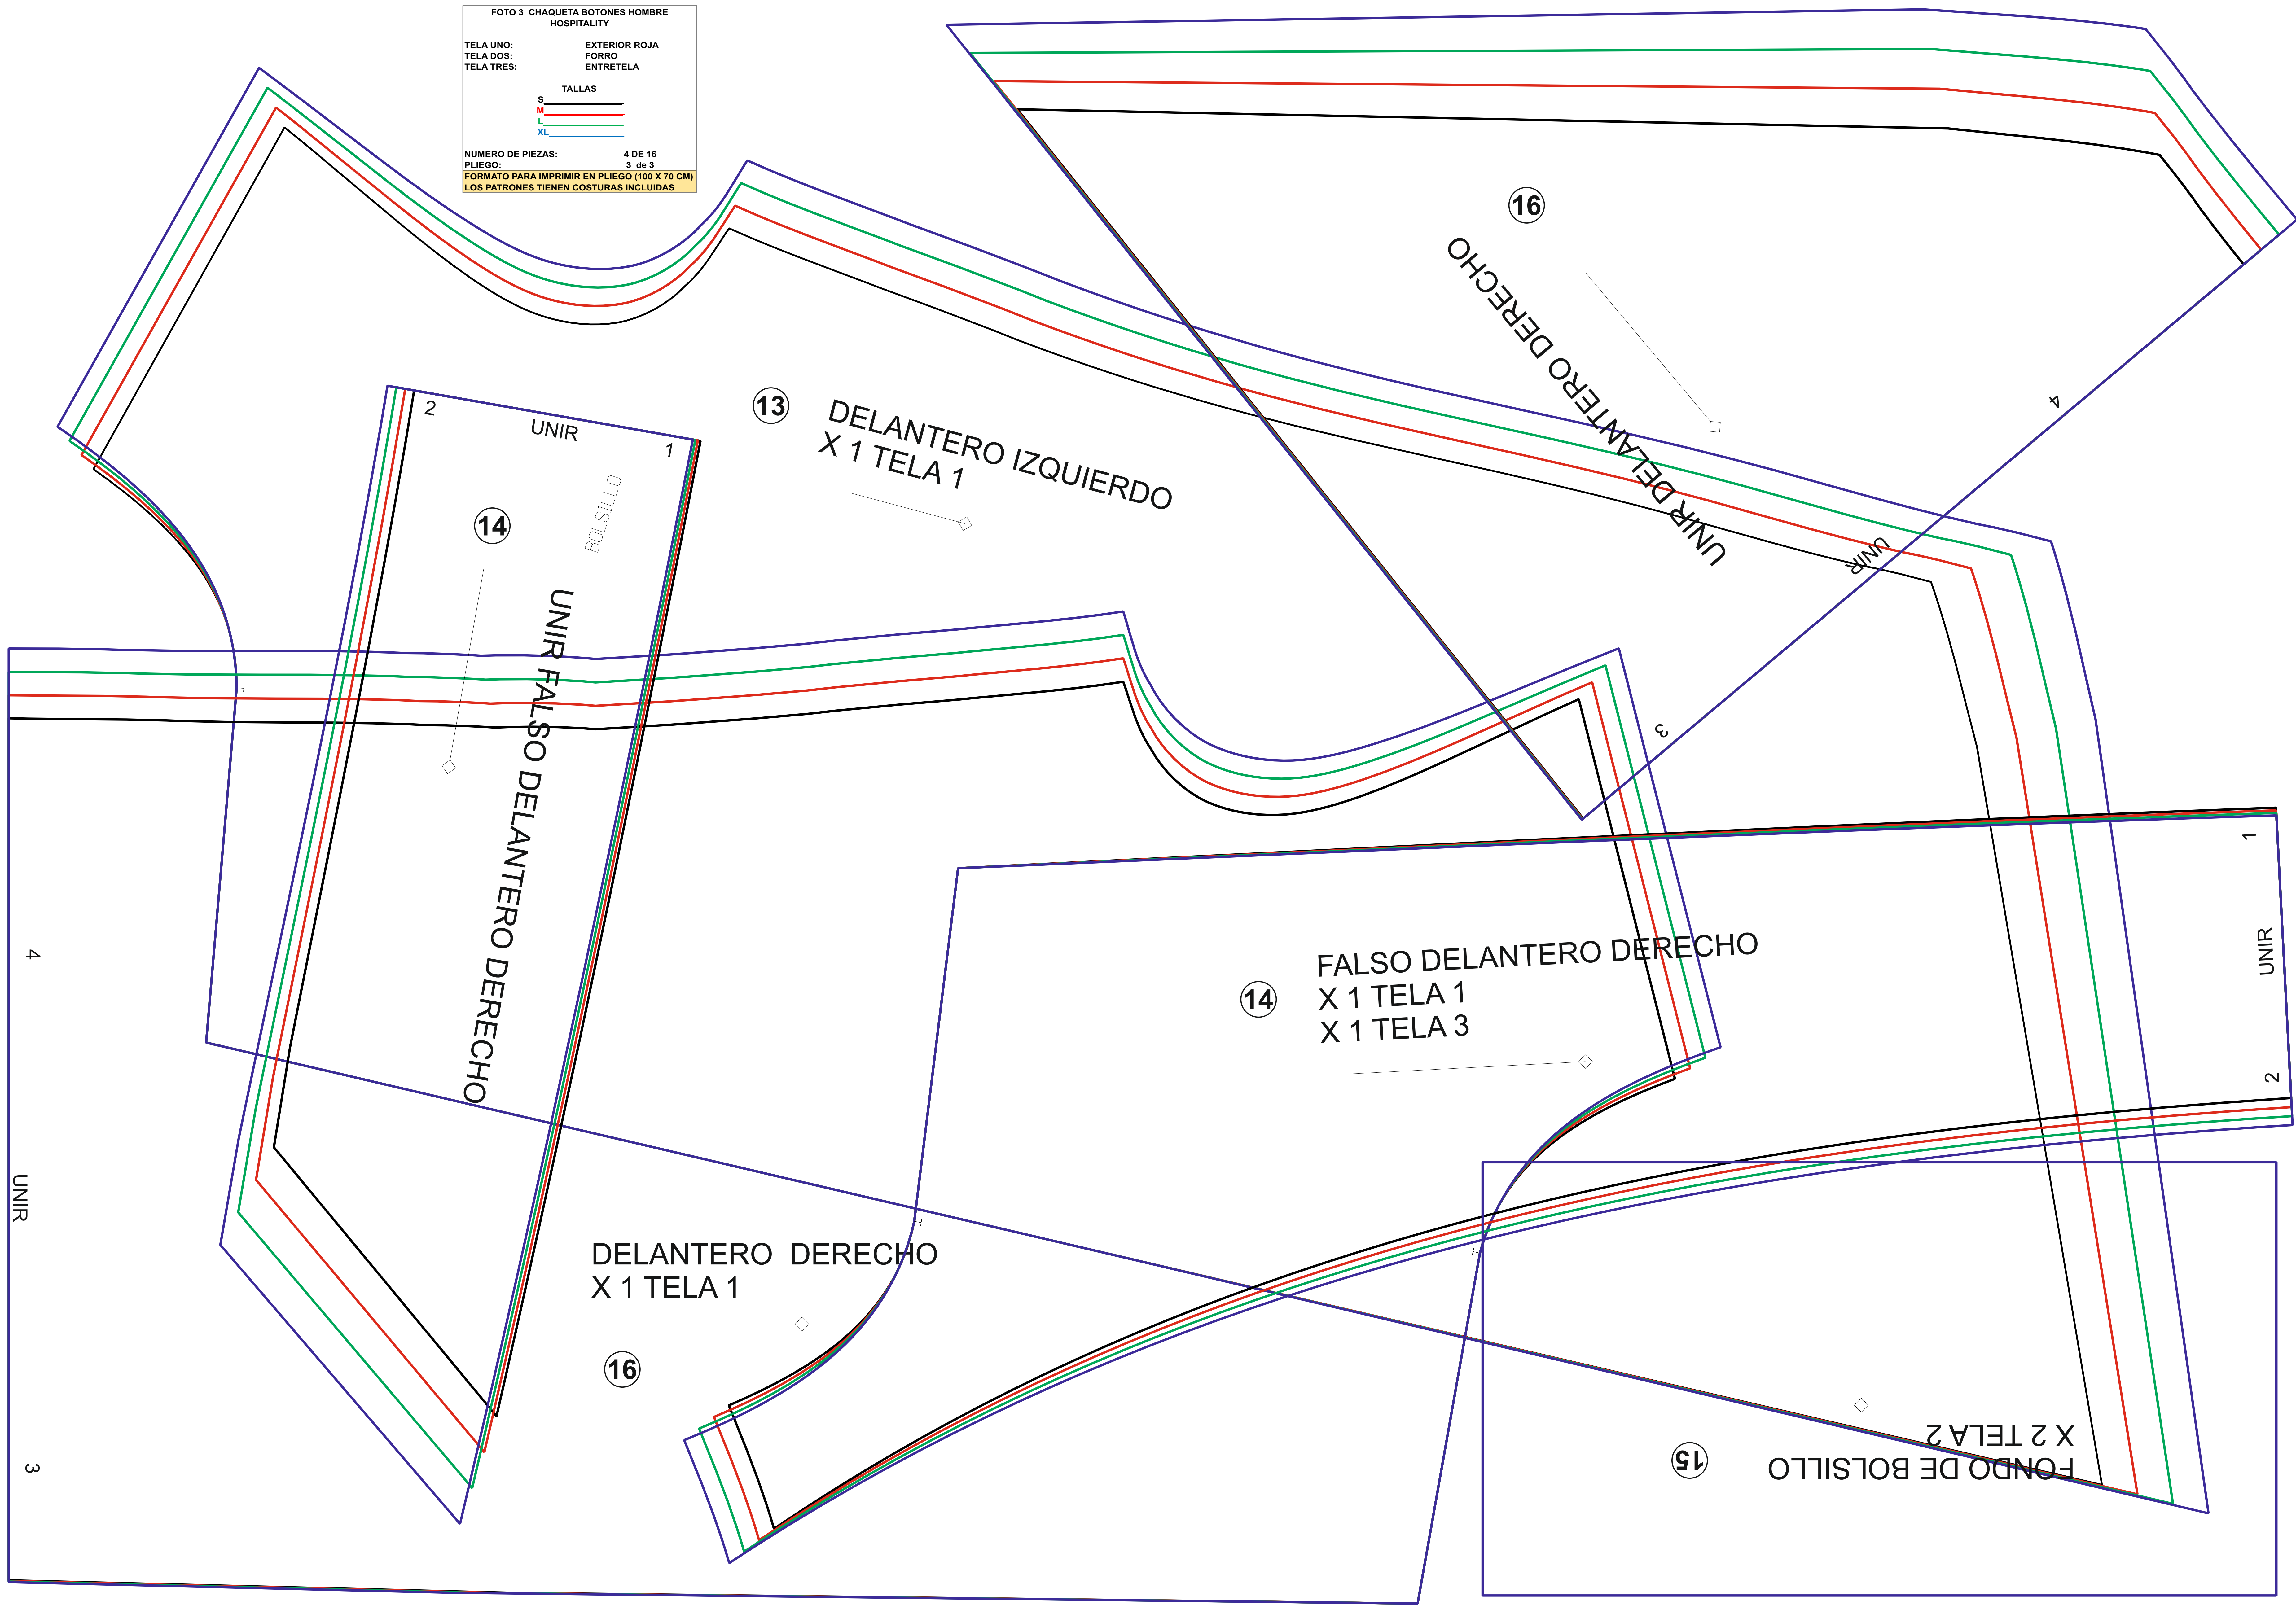 FOTO 3 CHAQUETA BOTONES HOMBRE
HOSPITALITY
TELA UNO: EXTERIOR ROJA
TELA DOS: FORRO
TELA TRES: ENTRETELA
TALLAS
S
M
L
XL
NUMERO DE PIEZAS: 4 DE 16
PLIEGO: 3 de 3
FORMATO PARA IMPRIMIR EN PLIEGO (100 X 70 CM)
LOS PATRONES TIENEN COSTURAS INCLUIDAS
16
UNIR DELANTERO DERECHO
4
UNIR
3
13
DELANTERO IZQUIERDO
X 1 TELA 1
2
UNIR
1
14
BOLSILLO
UNIR FALSO DELANTERO DERECHO
14
FALSO DELANTERO DERECHO
X 1 TELA 1
X 1 TELA 3
1
UNIR
2
4
UNIR
3
DELANTERO DERECHO
X 1 TELA 1
16
15
FONDO DE BOLSILLO
X 2 TELA 2